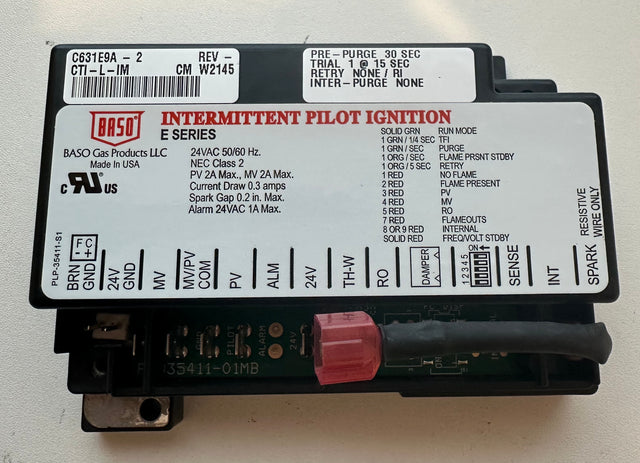 C631E9A - 2 REV -
CTI-L-IM CM W2145
PRE-PURGE 30 SEC
TRIAL 1 @ 15 SEC
RETRY NONE / RI
INTER-PURGE NONE
BASO
INTERMITTENT PILOT IGNITION
E SERIES
BASO Gas Products LLC
Made In USA
C UR US
24VAC 50/60 Hz.
NEC Class 2
PV 2A Max., MV 2A Max.
Current Draw 0.3 amps
Spark Gap 0.2 in. Max.
Alarm 24VAC 1A Max.
SOLID GRN RUN MODE
1 GRN / 1/4 SEC TFI
1 GRN / SEC PURGE
1 ORG / SEC FLAME PRSNT STDBY
1 ORG / 5 SEC RETRY
1 RED NO FLAME
2 RED FLAME PRESENT
3 RED PV
4 RED MV
5 RED RO
7 RED FLAMEOUTS
8 OR 9 RED INTERNAL
SOLID RED FREQ/VOLT STDBY
RESISTIVE
WIRE ONLY
PLP-35411-S1
FC
- +
BRN
GND
24V
GND
MV
MV/PV
COM
PV
ALM
24V
TH-W
RO
DAMPER
ON
1 2 3 4 5
SENSE
INT
SPARK
PILOT
ALARM
24V
35411-01MB